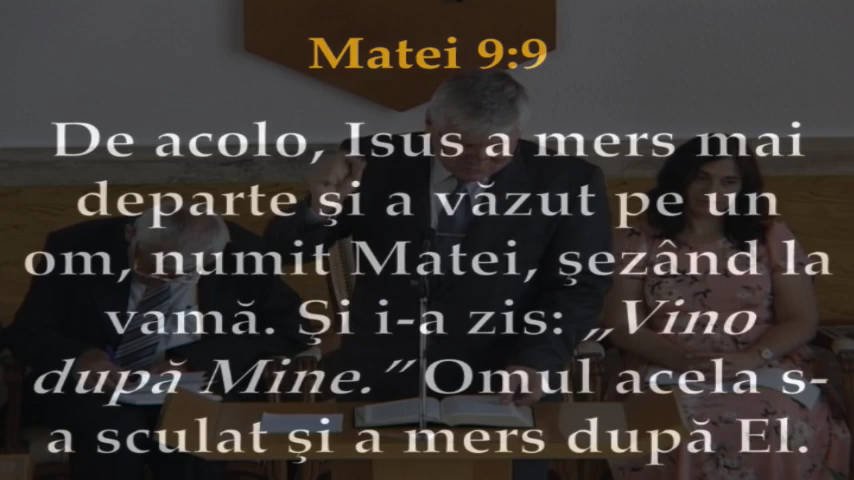 Matei 9:9
De acolo, Isus a mers mai
departe şi a văzut pe un
om, numit Matei, şezând la
vamă. Şi i-a zis: „Vino
după Mine.” Omul acela s-
a sculat şi a mers după El.